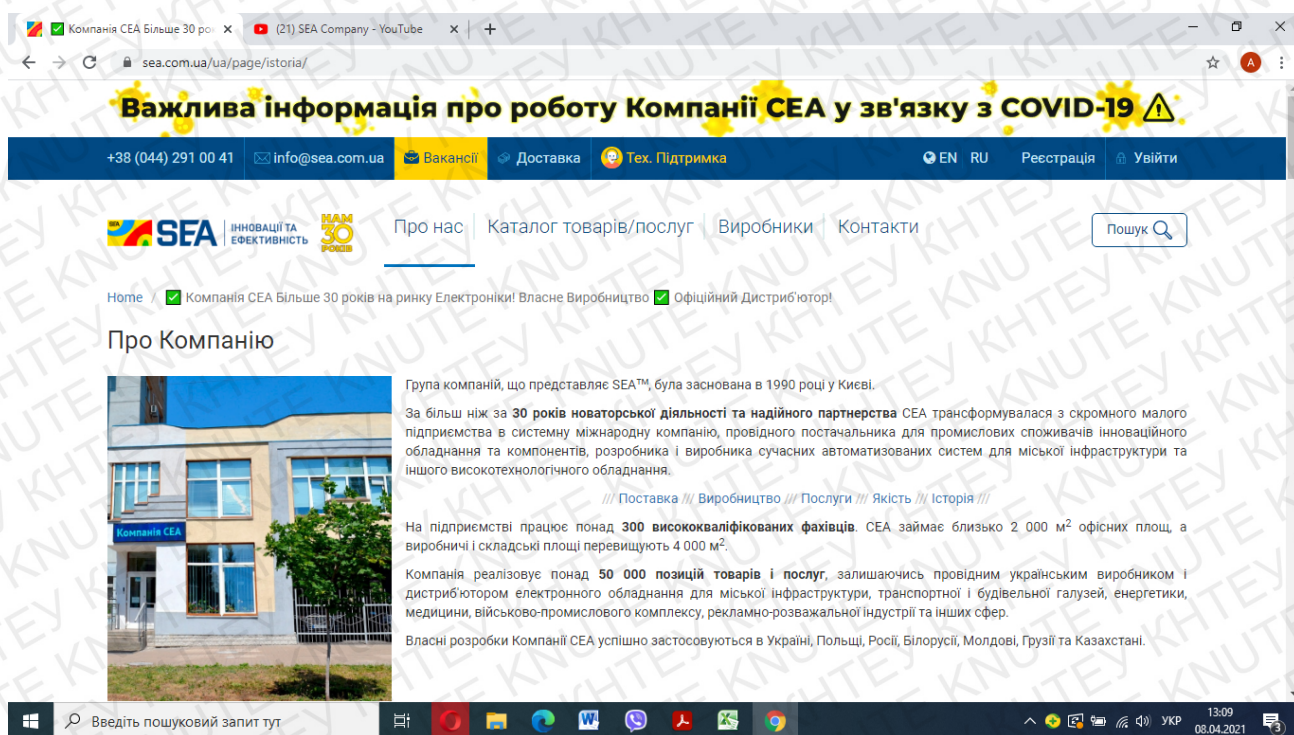 Компанія СЕА Більше 30 ро
(21) SEA Company - YouTube
sea.com.ua/ua/page/istoria/
A
Важлива інформація про роботу Компанії СЕА у зв'язку з COVID-19
+38 (044) 291 00 41
info@sea.com.ua
Вакансії
Доставка
Тех. Підтримка
EN RU
Реєстрація
Увійти
SEA
ІННОВАЦІЇ ТА
ЕФЕКТИВНІСТЬ
НАМ
30
РОКІВ
Про нас
Каталог товарів/послуг
Виробники
Контакти
Пошук
Home / Компанія СЕА Більше 30 років на ринку Електроніки! Власне Виробництво Офіційний Дистриб'ютор!
Про Компанію
Компанія СЕА
Група компаній, що представляє SEA™, була заснована в 1990 році у Києві.
За більш ніж за 30 років новаторської діяльності та надійного партнерства СЕА трансформувалася з скромного малого
підприємства в системну міжнародну компанію, провідного постачальника для промислових споживачів інноваційного
обладнання та компонентів, розробника і виробника сучасних автоматизованих систем для міської інфраструктури та
іншого високотехнологічного обладнання.
/// Поставка /// Виробництво /// Послуги /// Якість /// Історія ///
На підприємстві працює понад 300 висококваліфікованих фахівців. СЕА займає близько 2 000 м² офісних площ, а
виробничі і складські площі перевищують 4 000 м².
Компанія реалізовує понад 50 000 позицій товарів і послуг, залишаючись провідним українським виробником і
дистриб'ютором електронного обладнання для міської інфраструктури, транспортної і будівельної галузей, енергетики,
медицини, військово-промислового комплексу, рекламно-розважальної індустрії та інших сфер.
Власні розробки Компанії СЕА успішно застосовуються в Україні, Польщі, Росії, Білорусії, Молдові, Грузії та Казахстані.
Введіть пошуковий запит тут
УКР
13:09
08.04.2021
3
KNUTE KHTEY